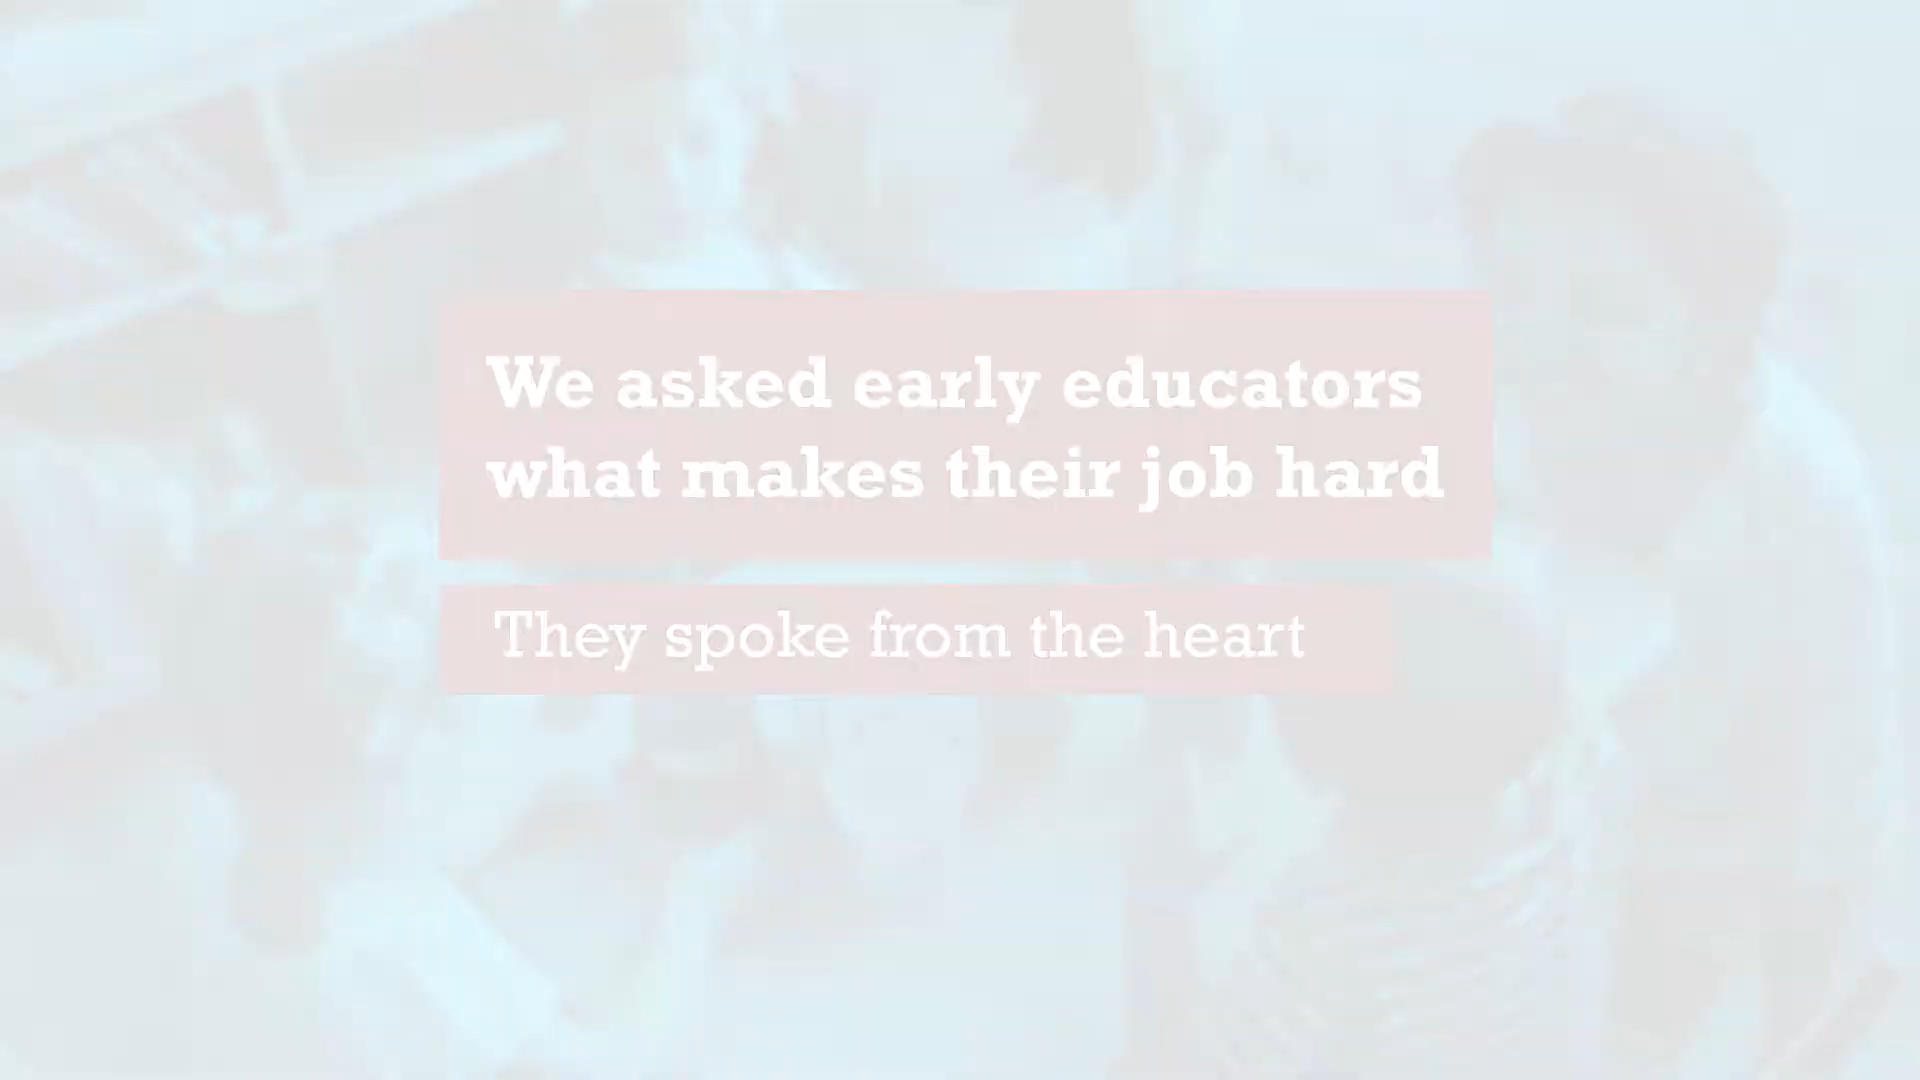 We asked early educators
what makes their job hard
They spoke from the heart